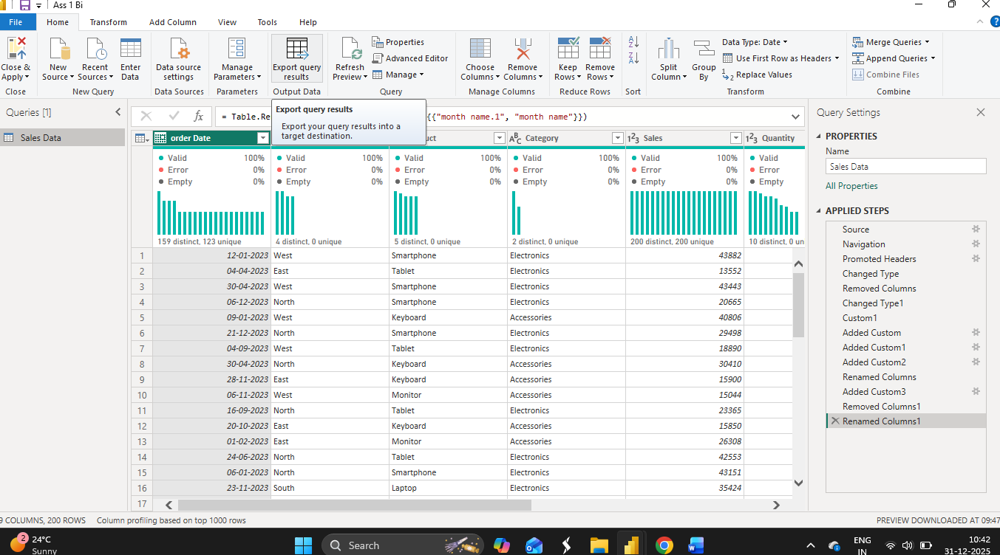 Ass 1 Bi
File Home Transform Add Column View Tools Help
Close & Apply
New Source
Recent Sources
Enter Data
Data source settings
Manage Parameters
Export query results
Refresh Preview
Properties
Advanced Editor
Manage
Choose Columns
Remove Columns
Keep Rows
Remove Rows
Split Column
Group By
Data Type: Date
Use First Row as Headers
Replace Values
Merge Queries
Append Queries
Combine Files
Close New Query Data Sources Parameters Output Data Query Manage Columns Reduce Rows Sort Transform Combine
Queries [1]
Sales Data
fx = Table.Re {{"month name.1", "month name"}})
Export query results
Export your query results into a
target destination.
order Date uct Category Sales Quantity
Valid 100% Valid 100% Valid 100% Valid 100% Valid 100% Valid
Error 0% Error 0% Error 0% Error 0% Error 0% Error
Empty 0% Empty 0% Empty 0% Empty 0% Empty 0% Empty
159 distinct, 123 unique 4 distinct, 0 unique 5 distinct, 0 unique 2 distinct, 0 unique 200 distinct, 200 unique 10 distinct, 0 un
1 12-01-2023 West Smartphone Electronics 43882
2 04-04-2023 East Tablet Electronics 13552
3 30-04-2023 West Smartphone Electronics 43443
4 06-12-2023 North Smartphone Electronics 20665
5 09-01-2023 West Keyboard Accessories 40806
6 21-12-2023 North Smartphone Electronics 29498
7 04-09-2023 West Tablet Electronics 18890
8 30-04-2023 North Keyboard Accessories 30410
9 28-11-2023 East Keyboard Accessories 15900
10 06-11-2023 West Monitor Accessories 15044
11 16-09-2023 North Tablet Electronics 23365
12 20-10-2023 East Keyboard Accessories 15850
13 01-02-2023 East Monitor Accessories 26308
14 24-06-2023 North Tablet Electronics 42553
15 06-01-2023 North Smartphone Electronics 43151
16 23-11-2023 South Laptop Electronics 35424
17
Query Settings
PROPERTIES
Name
Sales Data
All Properties
APPLIED STEPS
Source
Navigation
Promoted Headers
Changed Type
Removed Columns
Changed Type1
Custom1
Added Custom
Added Custom1
Added Custom2
Renamed Columns
Added Custom3
Removed Columns1
Renamed Columns1
9 COLUMNS, 200 ROWS Column profiling based on top 1000 rows PREVIEW DOWNLOADED AT 09:47
2 24°C
Sunny
Search
ENG
IN
10:42
31-12-2025